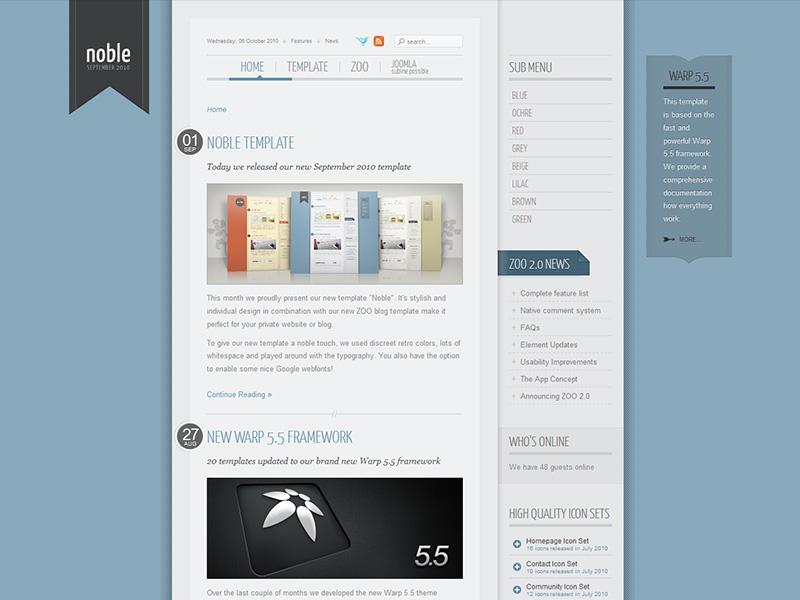 noble
SEPTEMBER 2010
Wednesday, 06 October 2010 Features News
search...
HOME TEMPLATE ZOO JOOMLA
subline possible
Home
01
SEP
NOBLE TEMPLATE
Today we released our new September 2010 template
This month we proudly present our new template "Noble". It's stylish and
individual design in combination with our new ZOO blog template make it
perfect for your private website or blog.
To give our new template a noble touch, we used discreet retro colors, lots of
whitespace and played around with the typography. You also have the option
to enable some nice Google webfonts!
Continue Reading »
27
AUG
NEW WARP 5.5 FRAMEWORK
20 templates updated to our brand new Warp 5.5 framework
5.5
Over the last couple of months we developed the new Warp 5.5 theme
SUB MENU
BLUE
OCHRE
RED
GREY
BEIGE
LILAC
BROWN
GREEN
ZOO 2.0 NEWS
Complete feature list
Native comment system
FAQs
Element Updates
Usability Improvements
The App Concept
Announcing ZOO 2.0
WHO'S ONLINE
We have 48 guests online
HIGH QUALITY ICON SETS
Homepage Icon Set
16 icons released in July 2010
Contact Icon Set
10 icons released in July 2010
Community Icon Set
12 icons released in July 2010
WARP 5.5
This template
is based on the
fast and
powerful Warp
5.5 framework.
We provide a
comprehensive
documentation
how everything
work.
MORE...